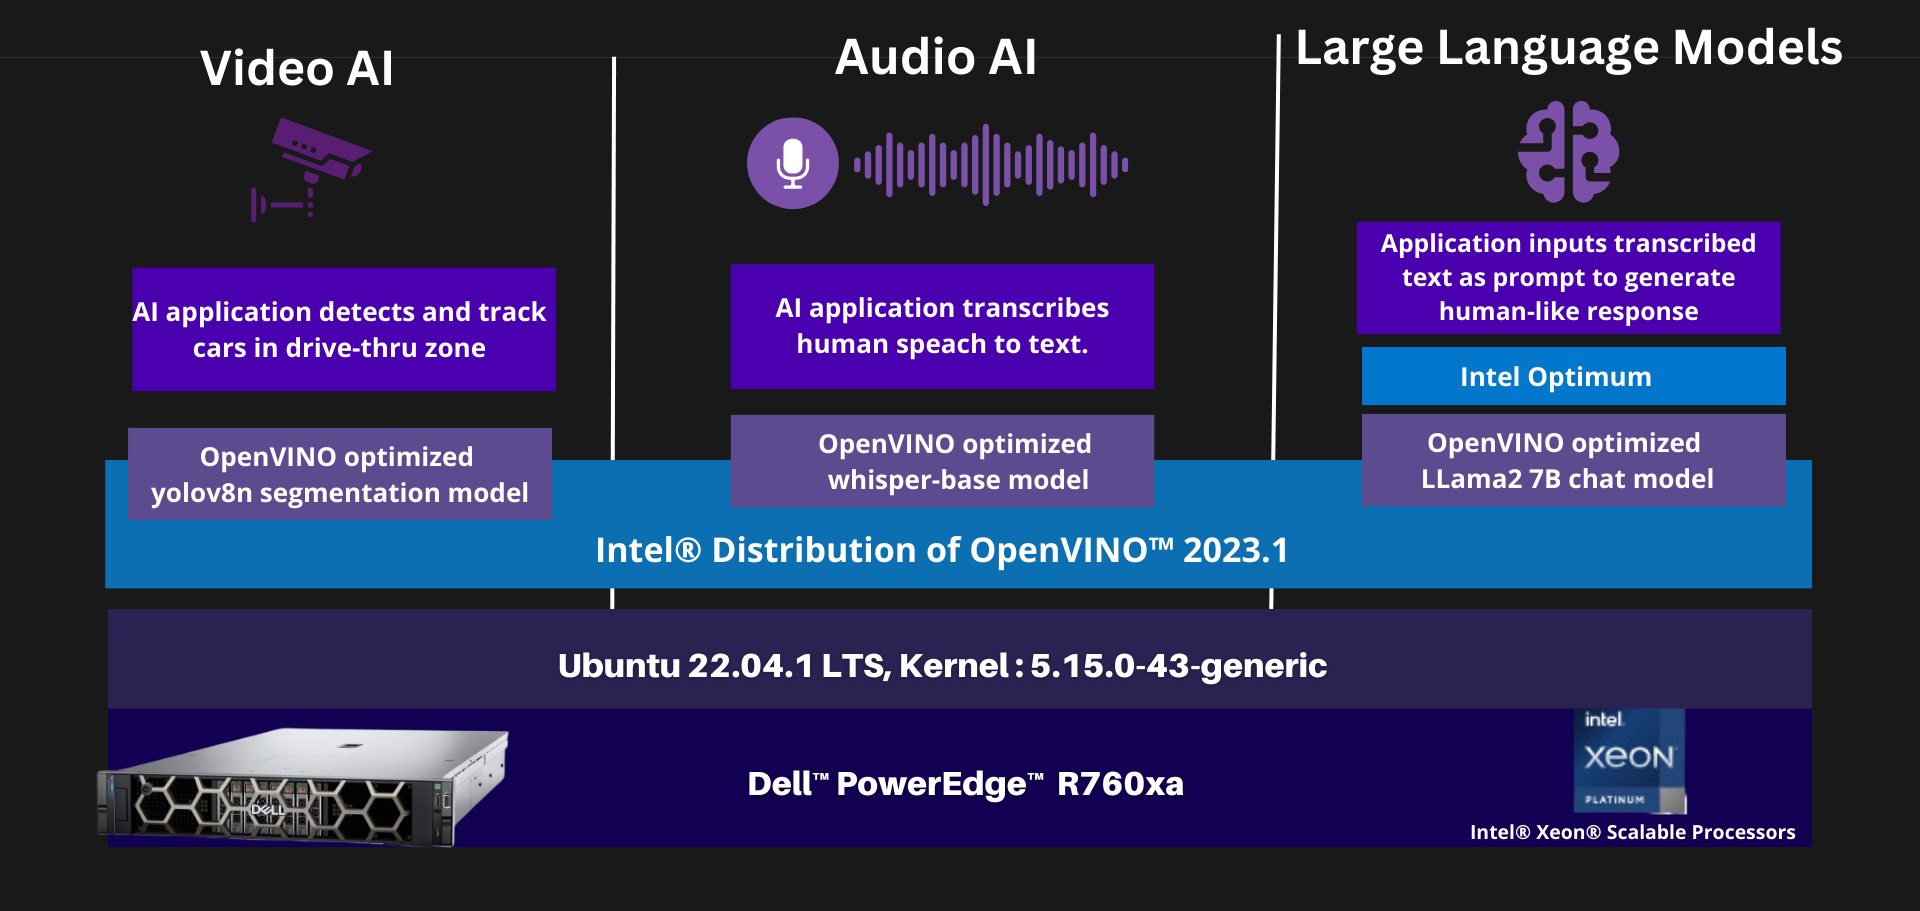 Video AI
AI application detects and track
cars in drive-thru zone
OpenVINO optimized
yolov8n segmentation model
Audio AI
AI application transcribes
human speach to text.
OpenVINO optimized
whisper-base model
Large Language Models
Application inputs transcribed
text as prompt to generate
human-like response
Intel Optimum
OpenVINO optimized
LLama2 7B chat model
Intel® Distribution of OpenVINO™ 2023.1
Ubuntu 22.04.1 LTS, Kernel : 5.15.0-43-generic
DELL
Dell™ PowerEdge™ R760xa
intel
xeon
PLATINUM
Intel® Xeon® Scalable Processors